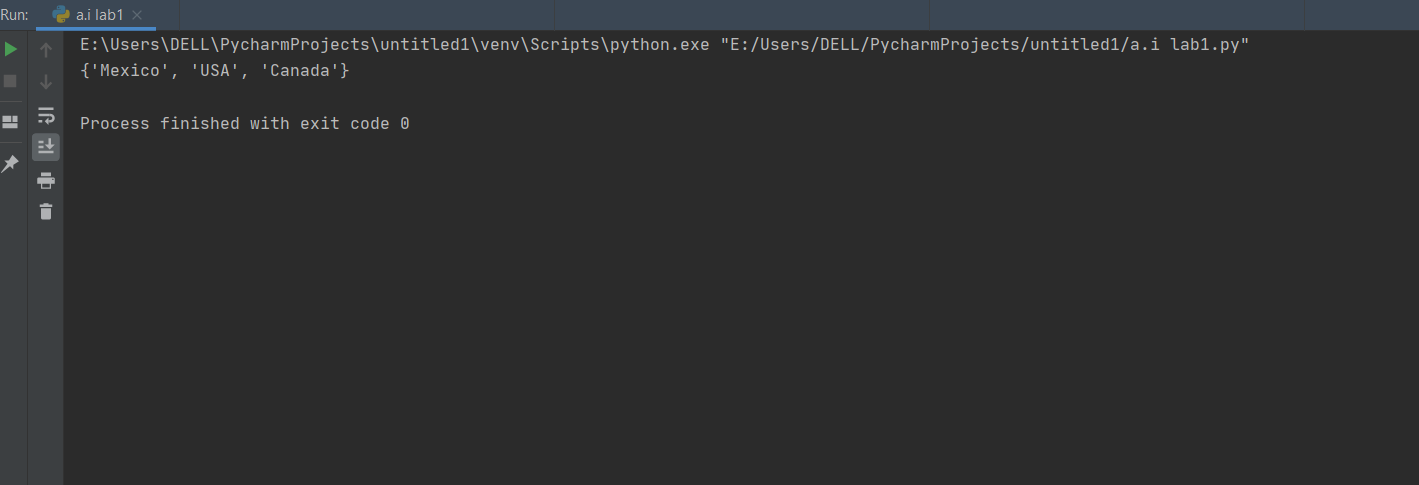 Run: a.i lab1
E:\Users\DELL\PycharmProjects\untitled1\venv\Scripts\python.exe "E:/Users/DELL/PycharmProjects/untitled1/a.i lab1.py"
{'Mexico', 'USA', 'Canada'}
Process finished with exit code 0